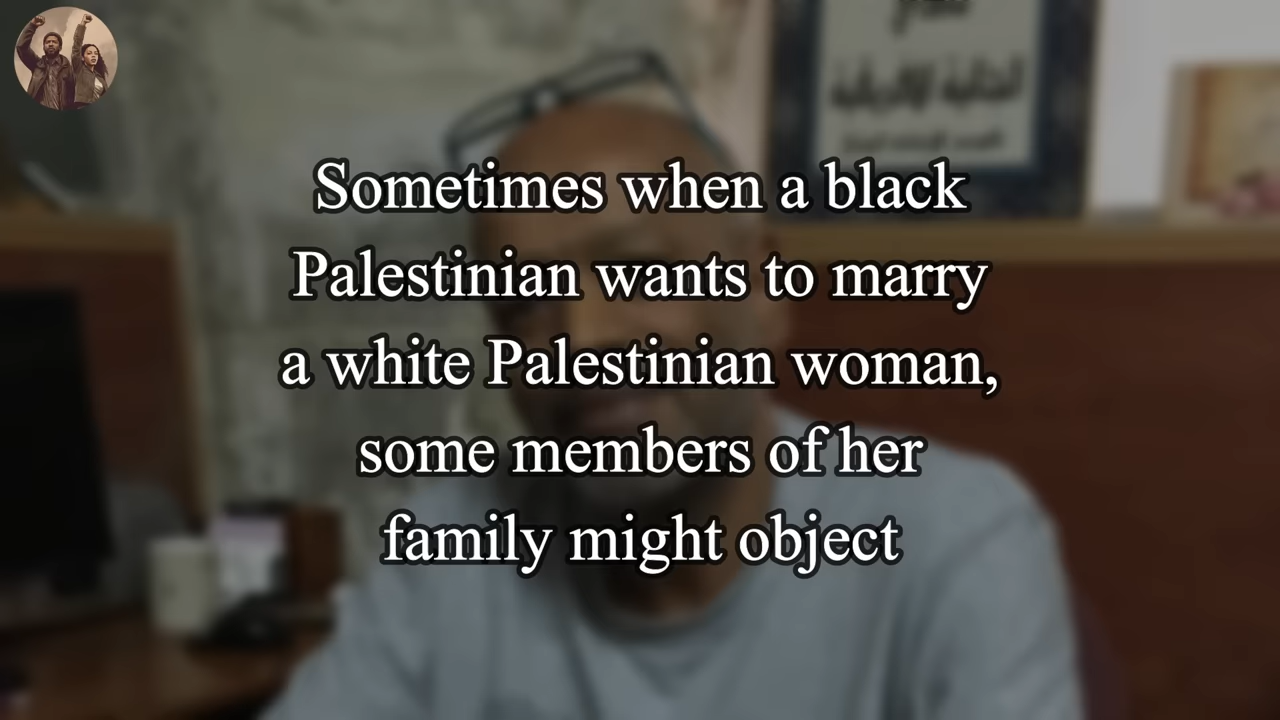 Sometimes when a black
Palestinian wants to marry
a white Palestinian woman,
some members of her
family might object